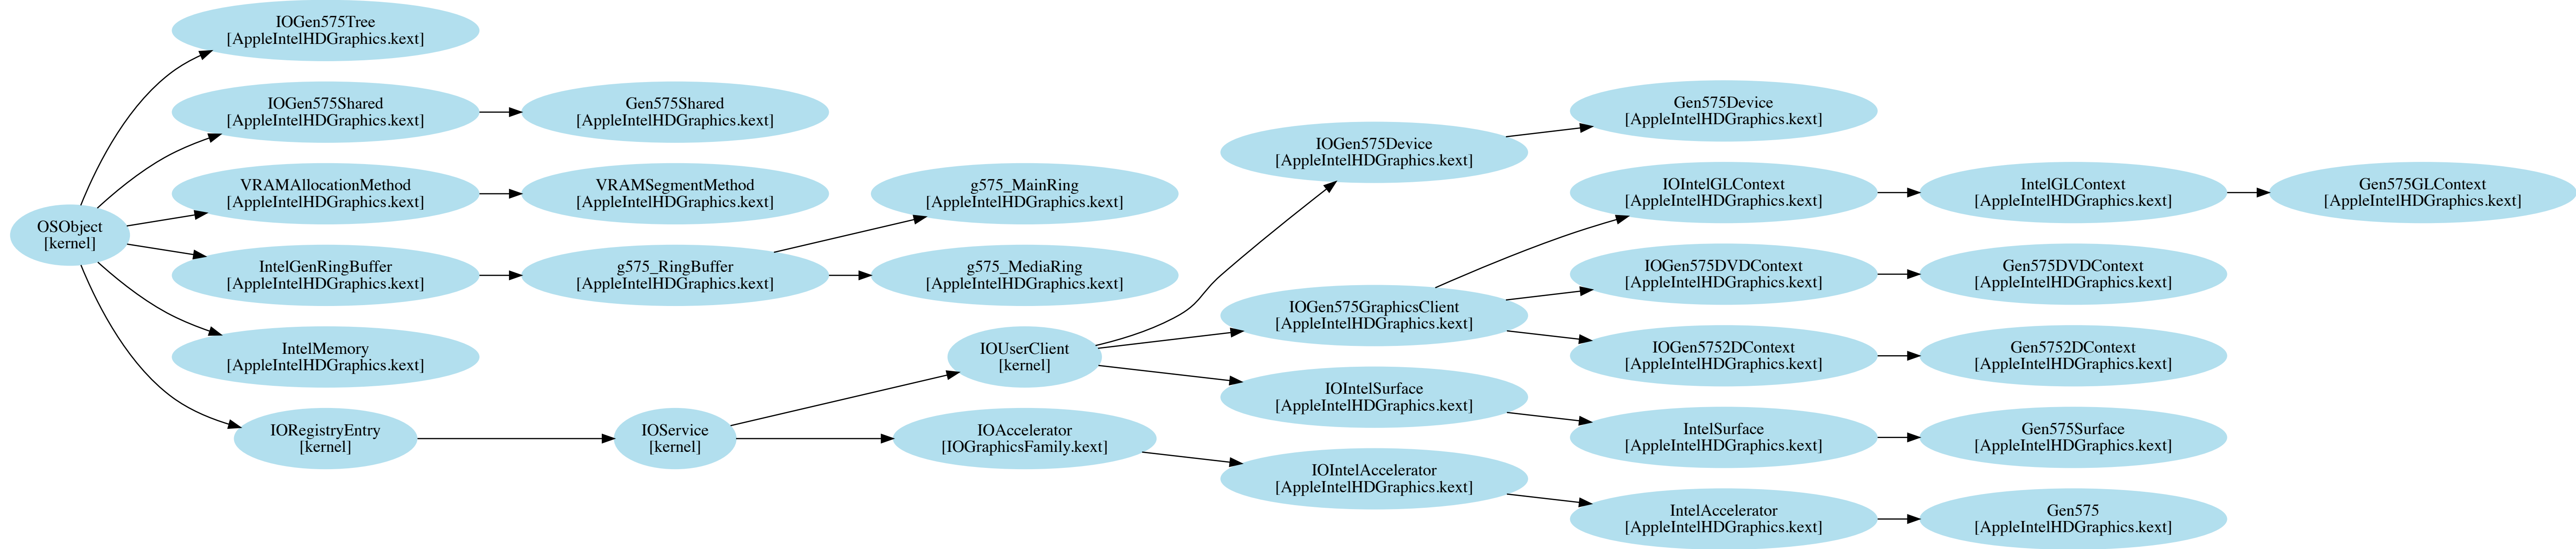 IOGen575Tree
[AppleIntelHDGraphics.kext]
IOGen575Shared
[AppleIntelHDGraphics.kext]
Gen575Shared
[AppleIntelHDGraphics.kext]
VRAMAllocationMethod
[AppleIntelHDGraphics.kext]
VRAMSegmentMethod
[AppleIntelHDGraphics.kext]
OSObject
[kernel]
IntelGenRingBuffer
[AppleIntelHDGraphics.kext]
g575_RingBuffer
[AppleIntelHDGraphics.kext]
g575_MainRing
[AppleIntelHDGraphics.kext]
g575_MediaRing
[AppleIntelHDGraphics.kext]
IntelMemory
[AppleIntelHDGraphics.kext]
IORegistryEntry
[kernel]
IOService
[kernel]
IOUserClient
[kernel]
IOAccelerator
[IOGraphicsFamily.kext]
IOGen575Device
[AppleIntelHDGraphics.kext]
Gen575Device
[AppleIntelHDGraphics.kext]
IOGen575GraphicsClient
[AppleIntelHDGraphics.kext]
IOIntelGLContext
[AppleIntelHDGraphics.kext]
IntelGLContext
[AppleIntelHDGraphics.kext]
Gen575GLContext
[AppleIntelHDGraphics.kext]
IOGen575DVDContext
[AppleIntelHDGraphics.kext]
Gen575DVDContext
[AppleIntelHDGraphics.kext]
IOGen5752DContext
[AppleIntelHDGraphics.kext]
Gen5752DContext
[AppleIntelHDGraphics.kext]
IOIntelSurface
[AppleIntelHDGraphics.kext]
IntelSurface
[AppleIntelHDGraphics.kext]
Gen575Surface
[AppleIntelHDGraphics.kext]
IOIntelAccelerator
[AppleIntelHDGraphics.kext]
IntelAccelerator
[AppleIntelHDGraphics.kext]
Gen575
[AppleIntelHDGraphics.kext]